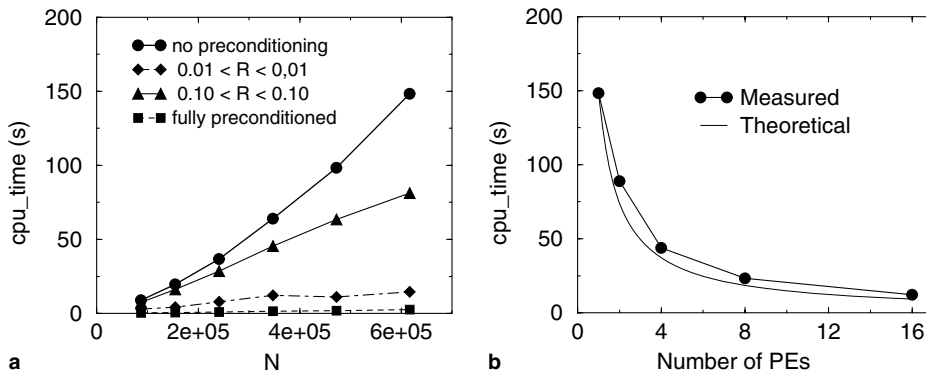 200
150
100
50
0
cpu_time (s)
no preconditioning
0.01 < R < 0,01
0.10 < R < 0.10
fully preconditioned
0
2e+05
4e+05
6e+05
N
a
200
150
100
50
0
cpu_time (s)
Measured
Theoretical
0
4
8
12
16
Number of PEs
b